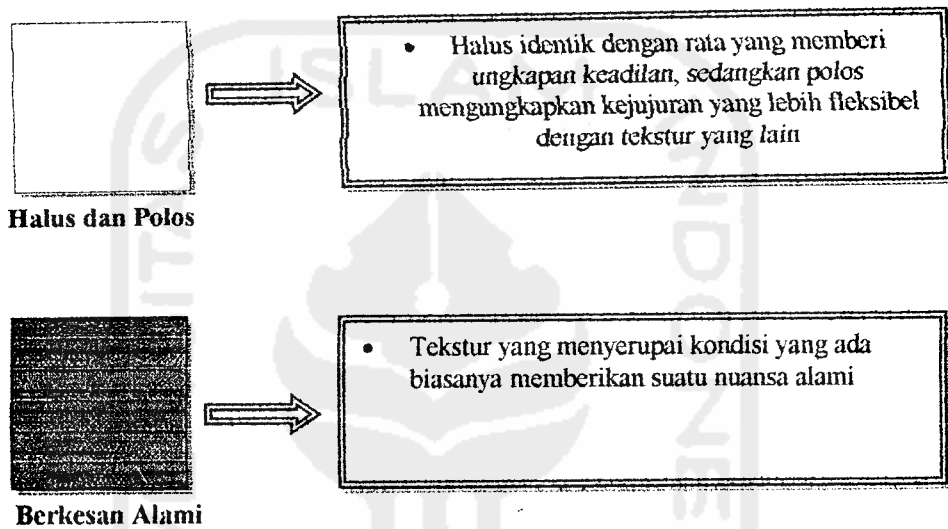 • Halus identik dengan rata yang memberi
ungkapan keadilan, sedangkan polos
mengungkapkan kejujuran yang lebih fleksibel
dengan tekstur yang lain
Halus dan Polos
• Tekstur yang menyerupai kondisi yang ada
biasanya memberikan suatu nuansa alami
Berkesan Alami
ISLAM